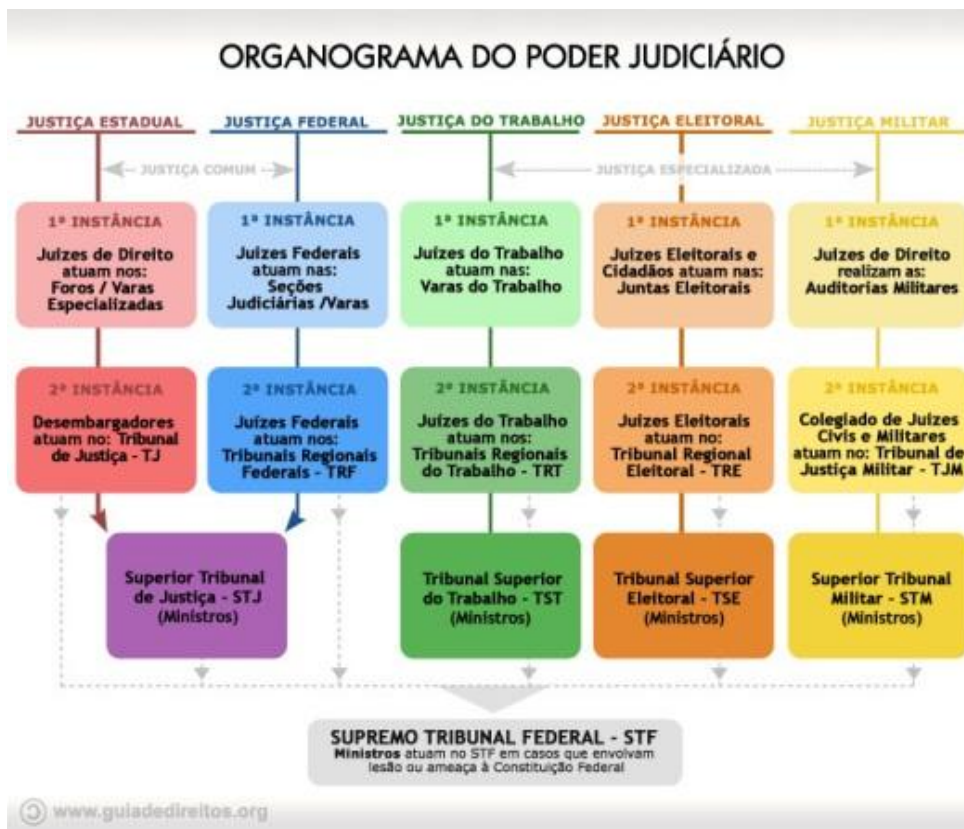 ORGANOGRAMA DO PODER JUDICIÁRIO
JUSTIÇA ESTADUAL
JUSTIÇA FEDERAL
JUSTIÇA DO TRABALHO
JUSTIÇA ELEITORAL
JUSTIÇA MILITAR
JUSTIÇA COMUM
JUSTIÇA ESPECIALIZADA
1ª INSTÂNCIA
Juízes de Direito
atuam nos:
Foros / Varas
Especializadas
1ª INSTÂNCIA
Juízes Federais
atuam nas:
Seções
Judiciárias /Varas
1ª INSTÂNCIA
Juízes do Trabalho
atuam nas:
Varas do Trabalho
1ª INSTÂNCIA
Juízes Eleitorais e
Cidadãos atuam nas:
Juntas Eleitorais
1ª INSTÂNCIA
Juízes de Direito
realizam as:
Auditorias Militares
2ª INSTÂNCIA
Desembargadores
atuam no: Tribunal
de Justiça - TJ
2ª INSTÂNCIA
Juízes Federais
atuam nos:
Tribunais Regionais
Federais - TRF
2ª INSTÂNCIA
Juízes do Trabalho
atuam nos:
Tribunais Regionais
do Trabalho - TRT
2ª INSTÂNCIA
Juízes Eleitorais
atuam no:
Tribunal Regional
Eleitoral - TRE
2ª INSTÂNCIA
Colegiado de Juízes
Civis e Militares
atuam no: Tribunal de
Justiça Militar - TJM
Superior Tribunal
de Justiça - STJ
(Ministros)
Tribunal Superior
do Trabalho - TST
(Ministros)
Tribunal Superior
Eleitoral - TSE
(Ministros)
Superior Tribunal
Militar - STM
(Ministros)
SUPREMO TRIBUNAL FEDERAL - STF
Ministros atuam no STF em casos que envolvam
lesão ou ameaça à Constituição Federal
www.guiadedireitos.org